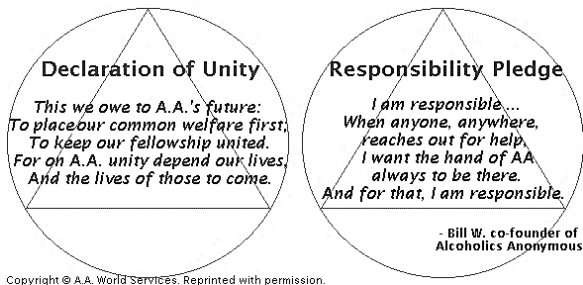 Declaration of Unity
This we owe to A.A.'s future:
To place our common welfare first;
To keep our fellowship united.
For on A.A. unity depend our lives,
And the lives of those to come.
Responsibility Pledge
I am responsible ...
When anyone, anywhere,
reaches out for help,
I want the hand of AA
always to be there.
And for that, I am responsible.
- Bill W. co-founder of
Alcoholics Anonymous
Copyright © A.A. World Services. Reprinted with permission.